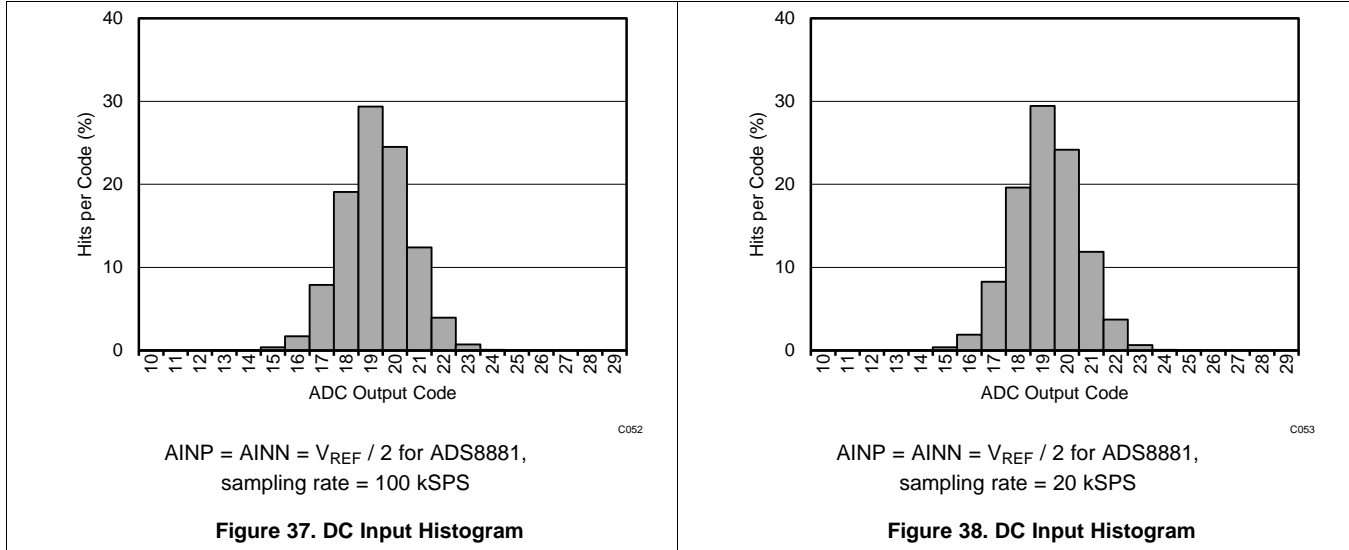 40
30
20
10
0
Hits per Code (%)
10 11 12 13 14 15 16 17 18 19 20 21 22 23 24 25 26 27 28 29
ADC Output Code
C052
AINP = AINN = V_REF / 2 for ADS8881,
sampling rate = 100 kSPS
Figure 37. DC Input Histogram
40
30
20
10
0
Hits per Code (%)
10 11 12 13 14 15 16 17 18 19 20 21 22 23 24 25 26 27 28 29
ADC Output Code
C053
AINP = AINN = V_REF / 2 for ADS8881,
sampling rate = 20 kSPS
Figure 38. DC Input Histogram